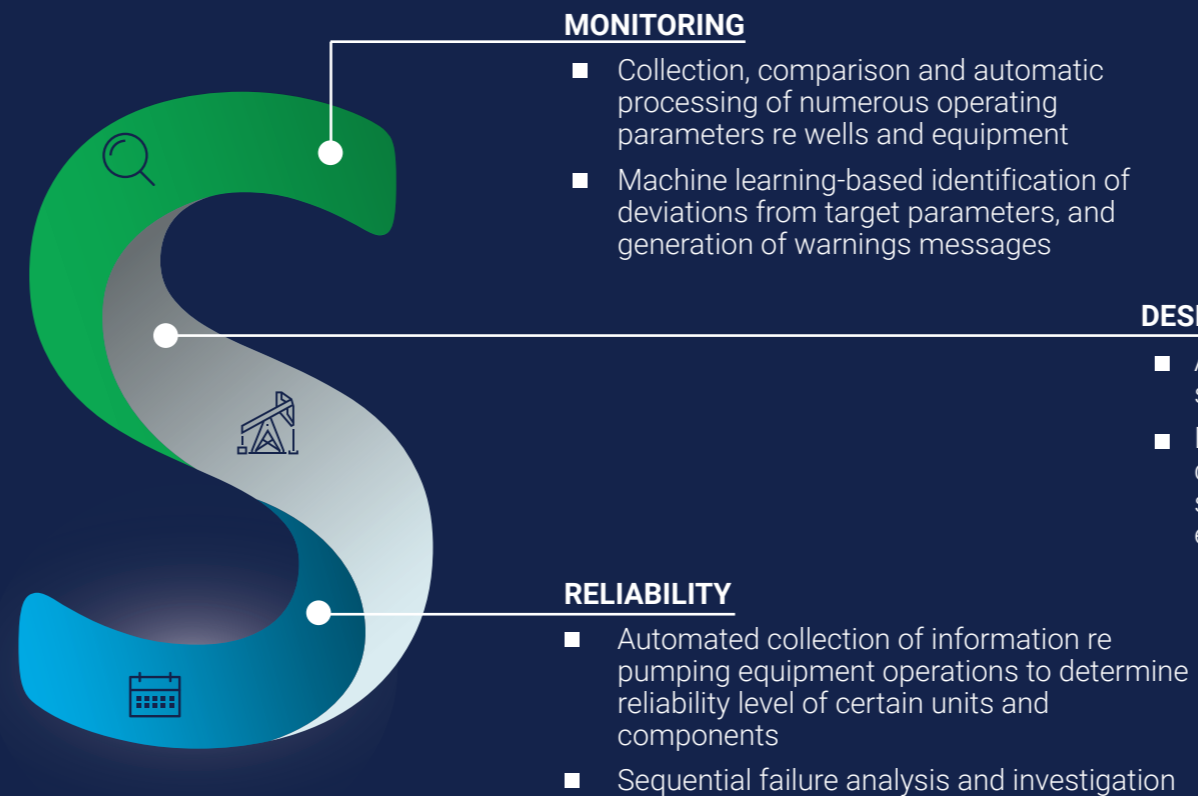 MONITORING
■ Collection, comparison and automatic
processing of numerous operating
parameters re wells and equipment
■ Machine learning-based identification of
deviations from target parameters, and
generation of warnings messages
RELIABILITY
■ Automated collection of information re
pumping equipment operations to determine
reliability level of certain units and
components
■ Sequential failure analysis and investigation